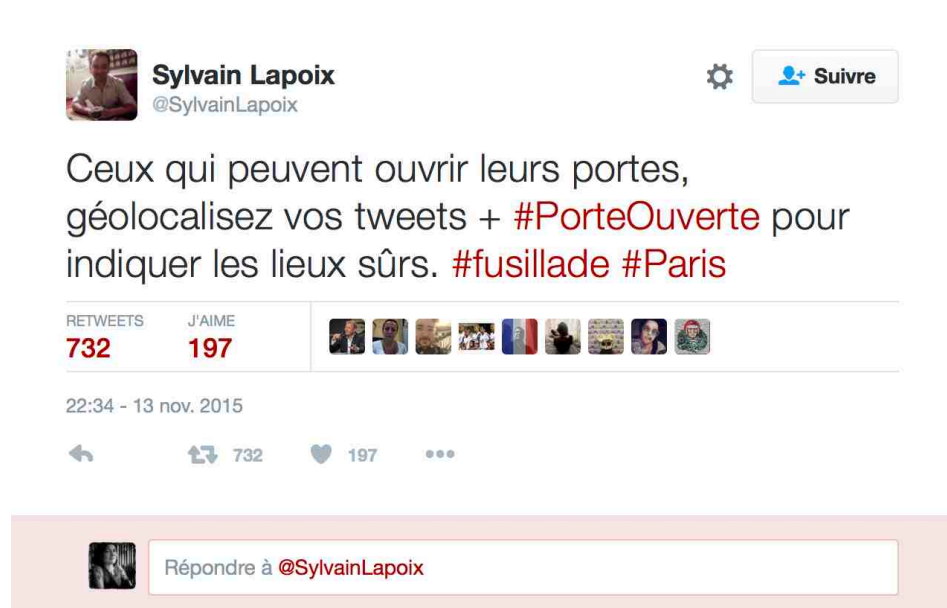 Sylvain Lapoix
@SylvainLapoix
Suivre
Ceux qui peuvent ouvrir leurs portes,
géolocalisez vos tweets + #PorteOuverte pour
indiquer les lieux sûrs. #fusillade #Paris
RETWEETS J'AIME
732 197
22:34 - 13 nov. 2015
732 197
Répondre à @SylvainLapoix